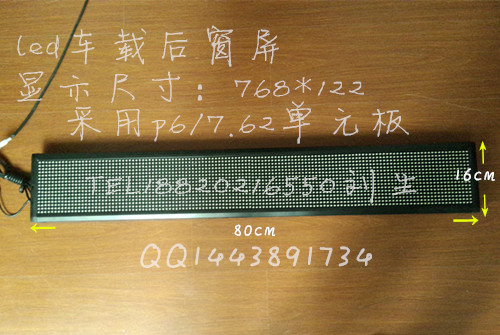 led车载后窗屏
显示尺寸：768*122
采用p6/7.62单元板
TEL18820216550刘生
16CM
80CM
QQ1443891734